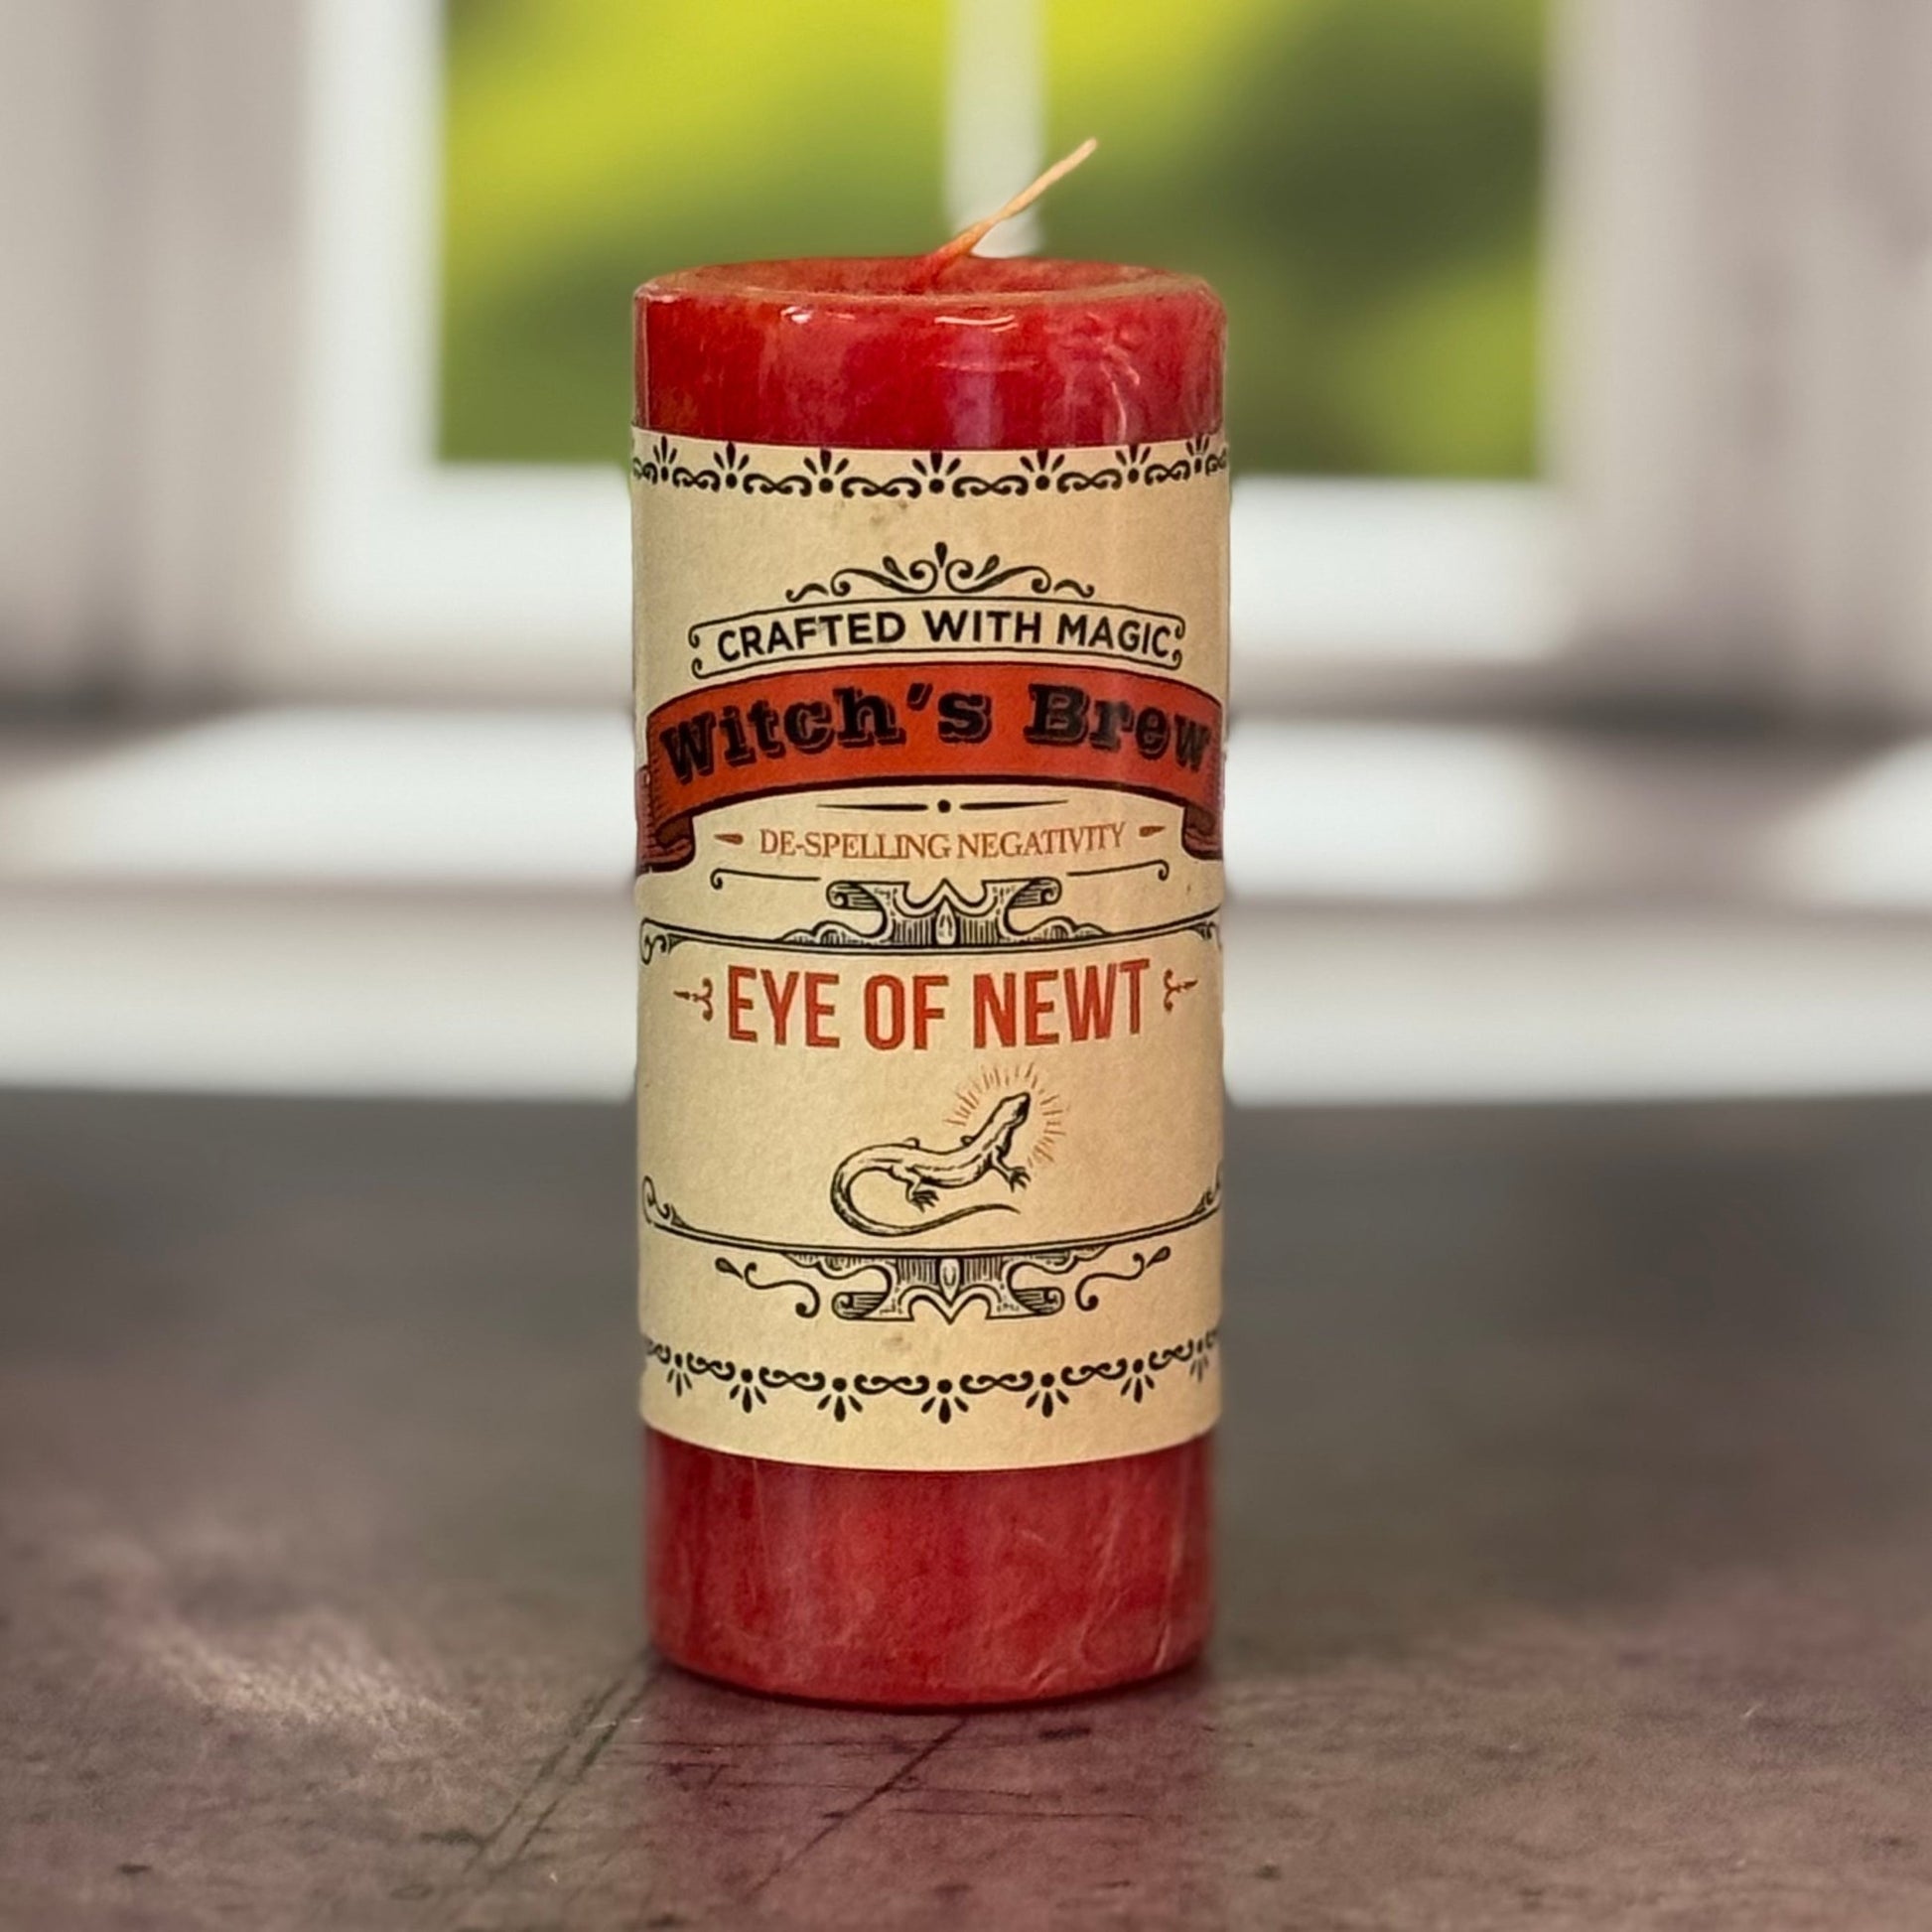 CRAFTED WITH MAGIC
Witch's Brew
DE-SPELLING NEGATIVITY
EYE OF NEWT